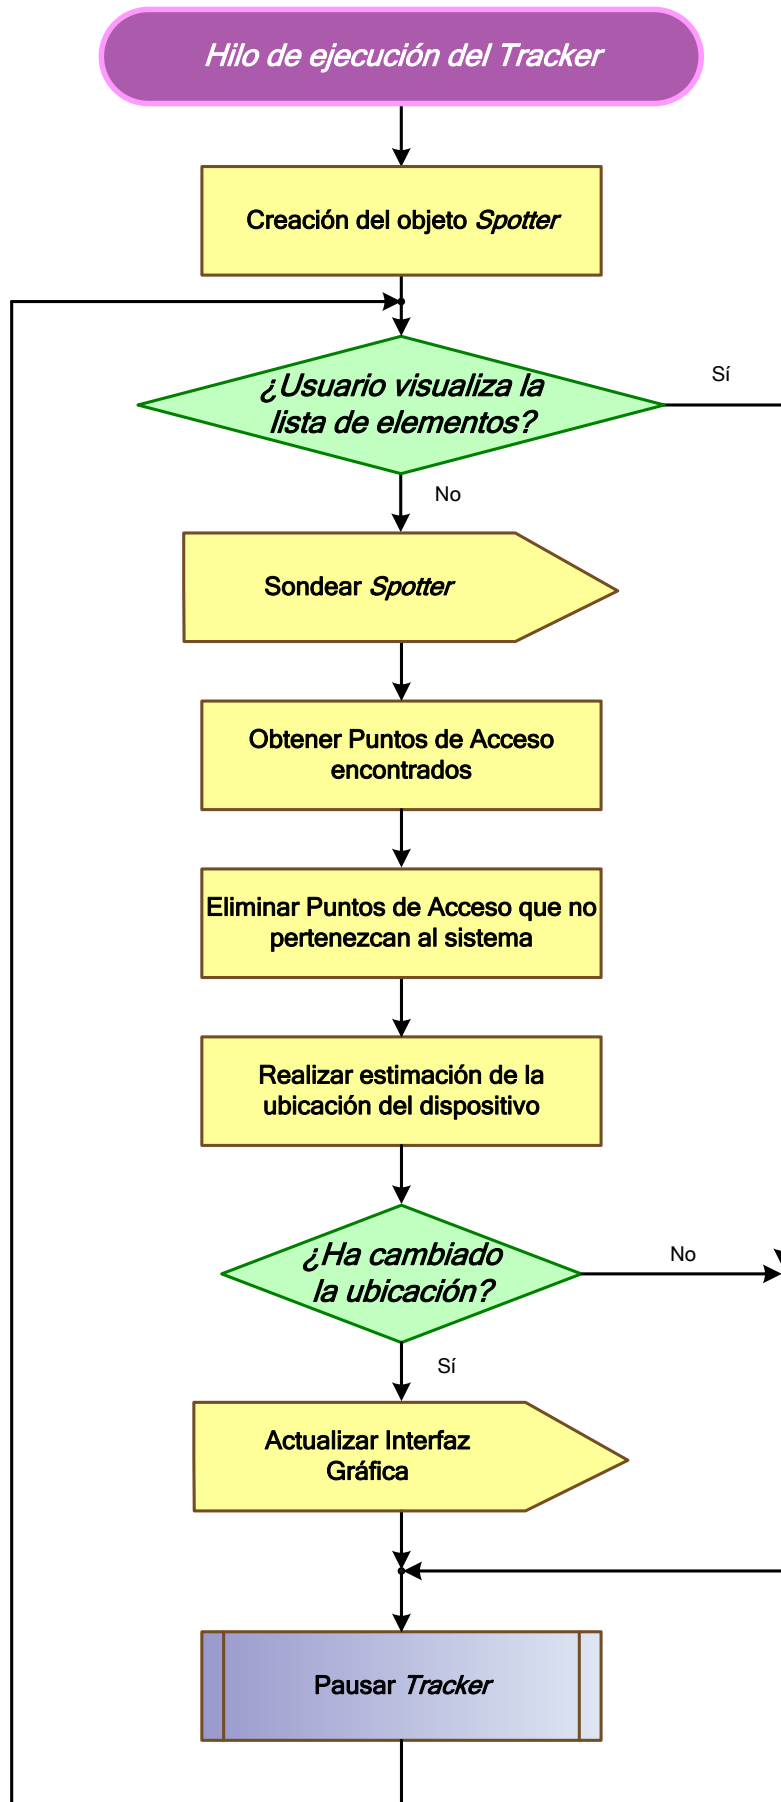 Hilo de ejecución del Tracker
Creación del objeto Spotter
¿Usuario visualiza la
lista de elementos?
Sí
No
Sondear Spotter
Obtener Puntos de Acceso
encontrados
Eliminar Puntos de Acceso que no
pertenezcan al sistema
Realizar estimación de la
ubicación del dispositivo
¿Ha cambiado
la ubicación?
No
Sí
Actualizar Interfaz
Gráfica
Pausar Tracker